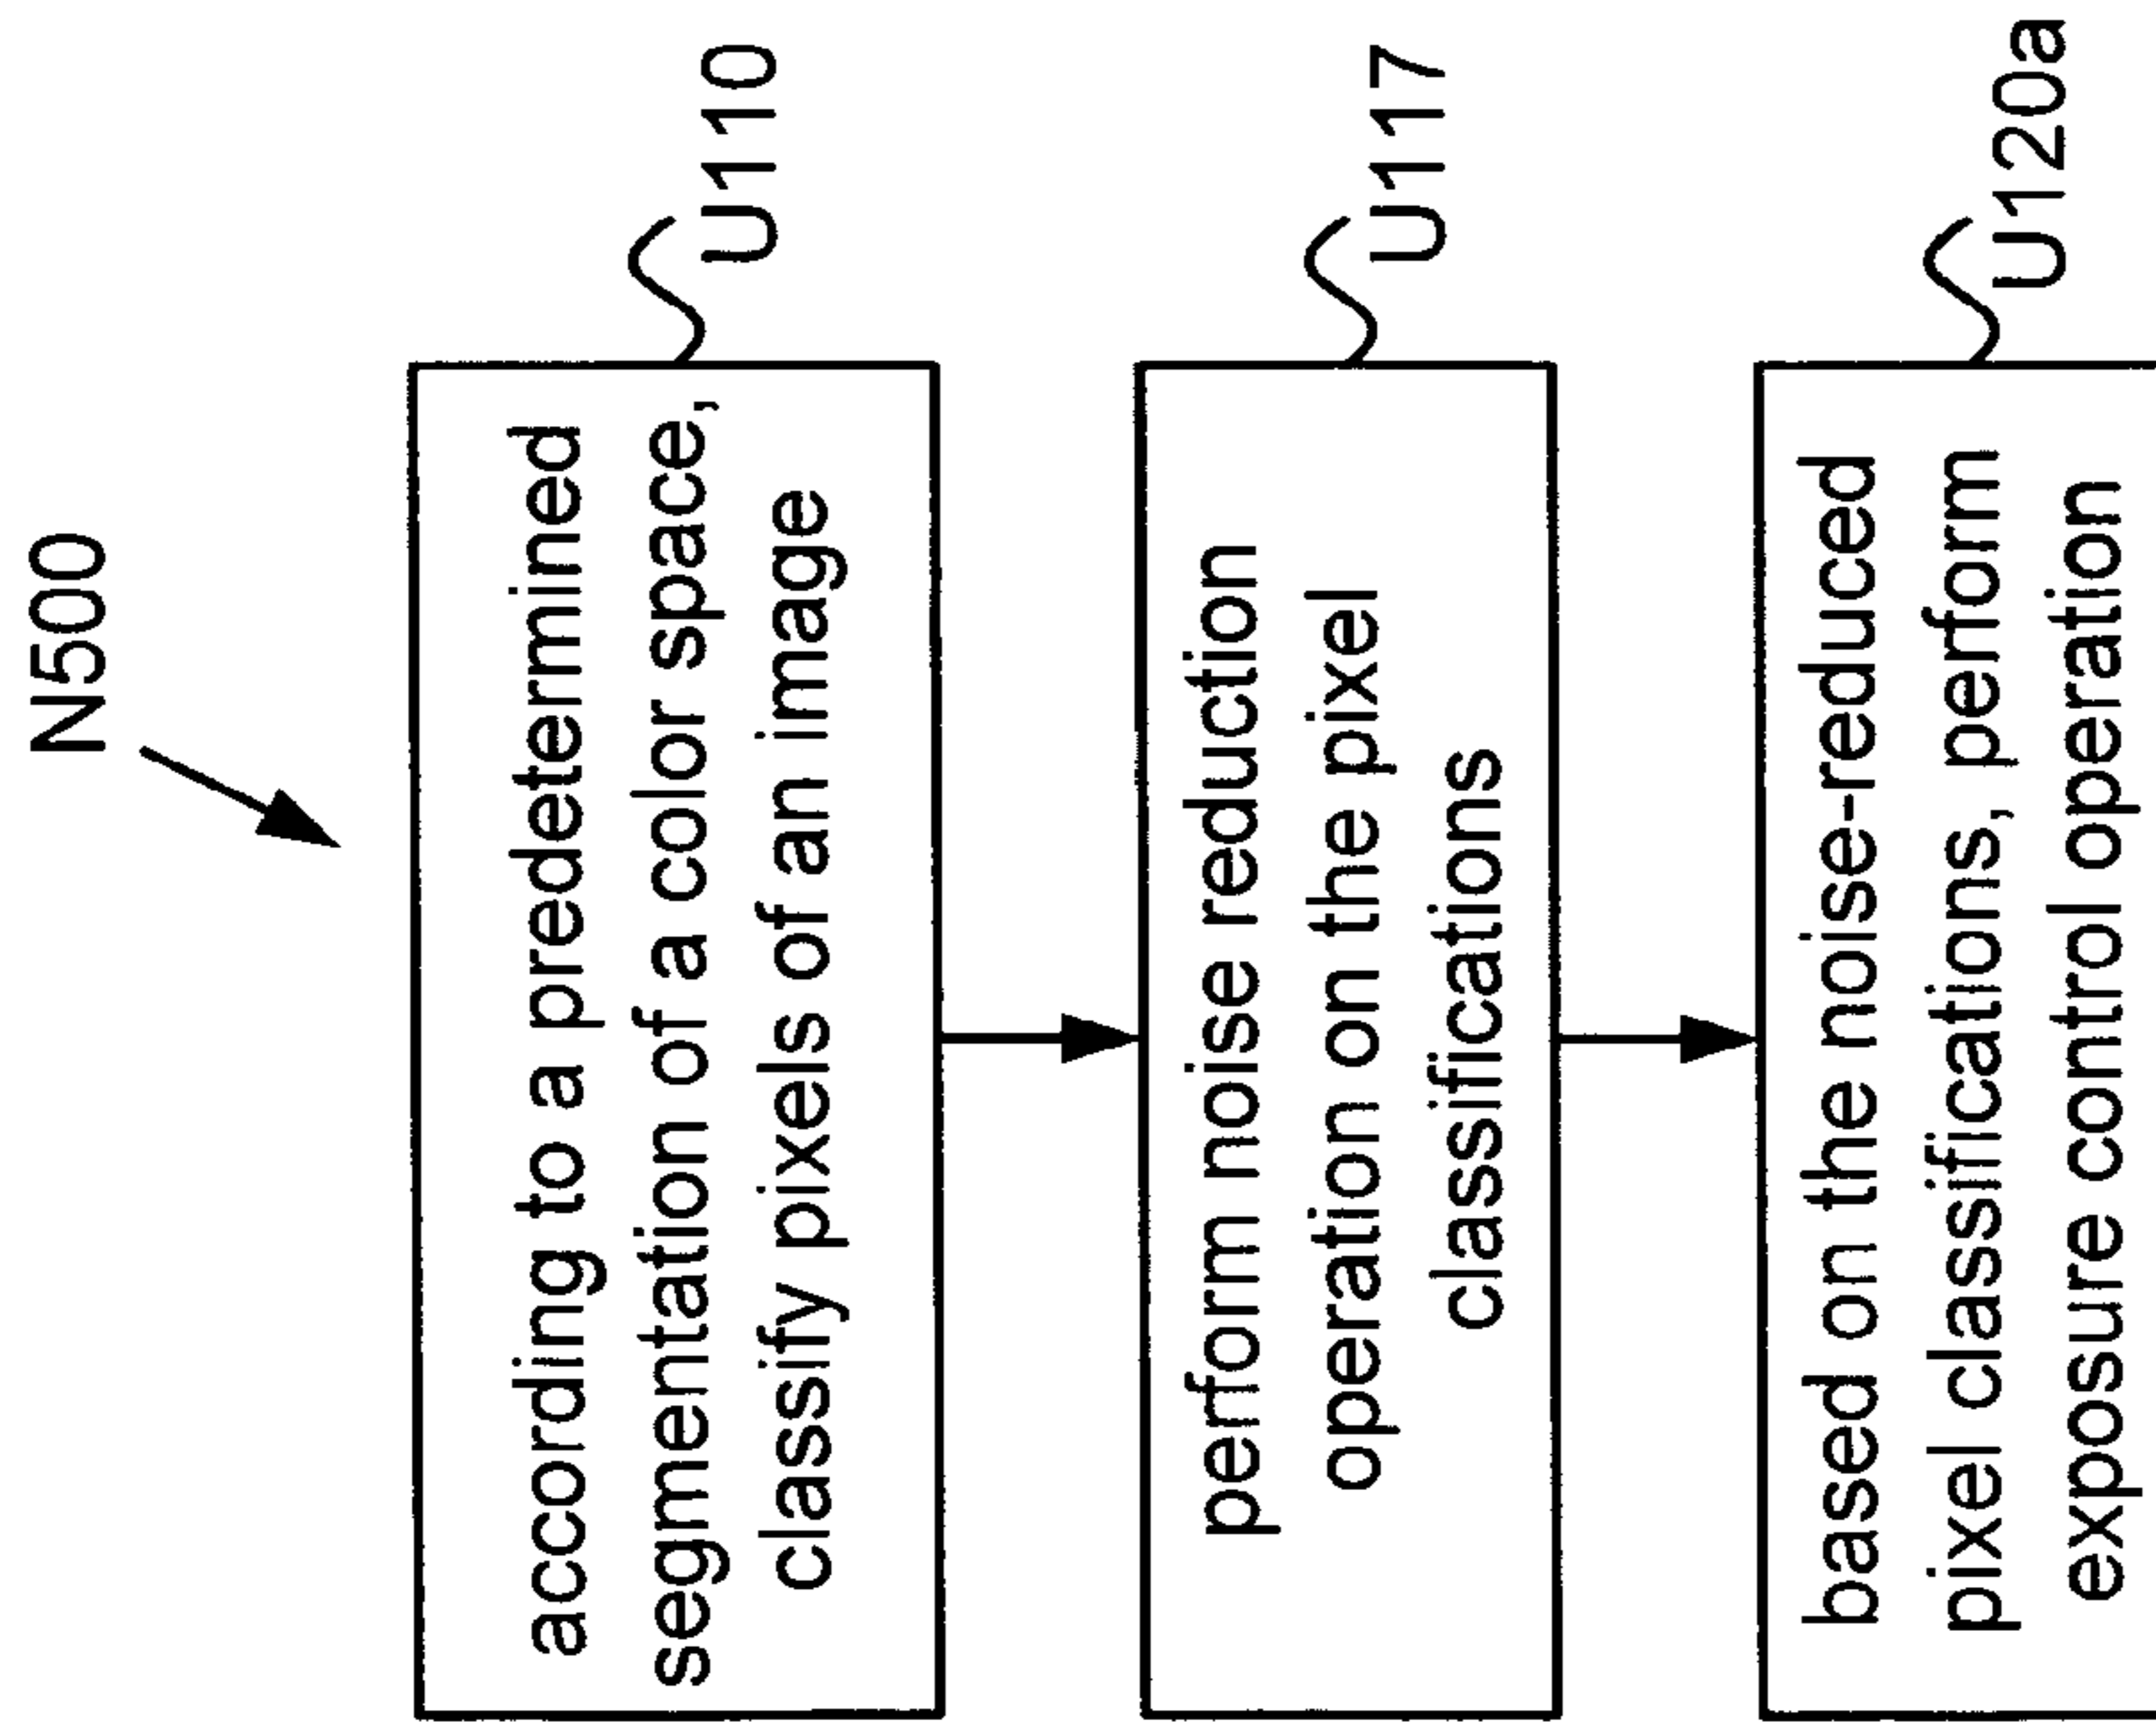 N500
according to a predetermined
segmentation of a color space,
classify pixels of an image
U110
perform noise reduction
operation on the pixel
classifications
U117
based on the noise-reduced
pixel classifications, perform
exposure control operation
U120a